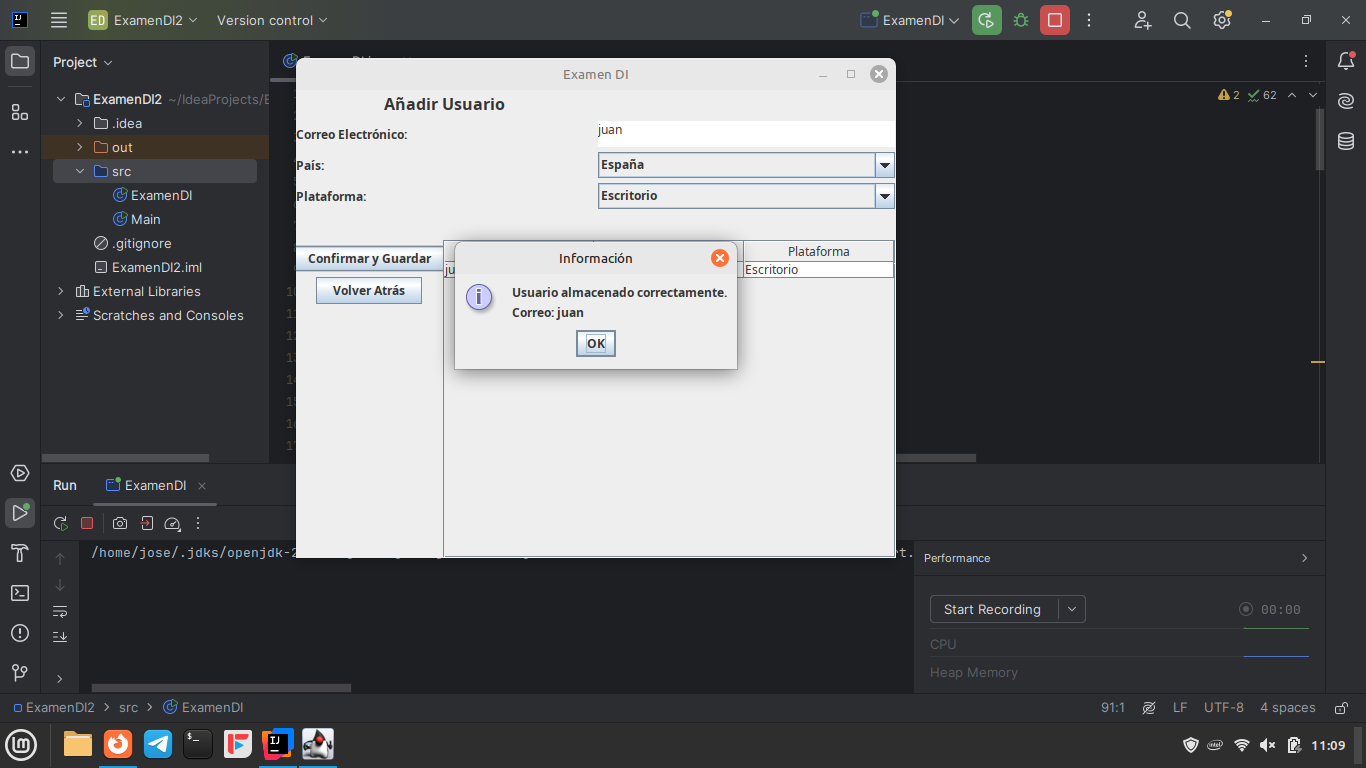 ED ExamenDI2 Version control ExamenDI
Project
ExamenDI2 ~/IdeaProjects/E
.idea
out
src
ExamenDI
Main
.gitignore
ExamenDI2.iml
External Libraries
Scratches and Consoles
2 62
Examen DI
Añadir Usuario
Correo Electrónico: juan
País: España
Plataforma: Escritorio
Confirmar y Guardar
Volver Atrás
Plataforma
Escritorio
Información
Usuario almacenado correctamente.
Correo: juan
OK
Run ExamenDI
/home/jose/.jdks/openjdk-2
Performance
Start Recording 00:00
CPU
Heap Memory
ExamenDI2 src ExamenDI
91:1 LF UTF-8 4 spaces
11:09